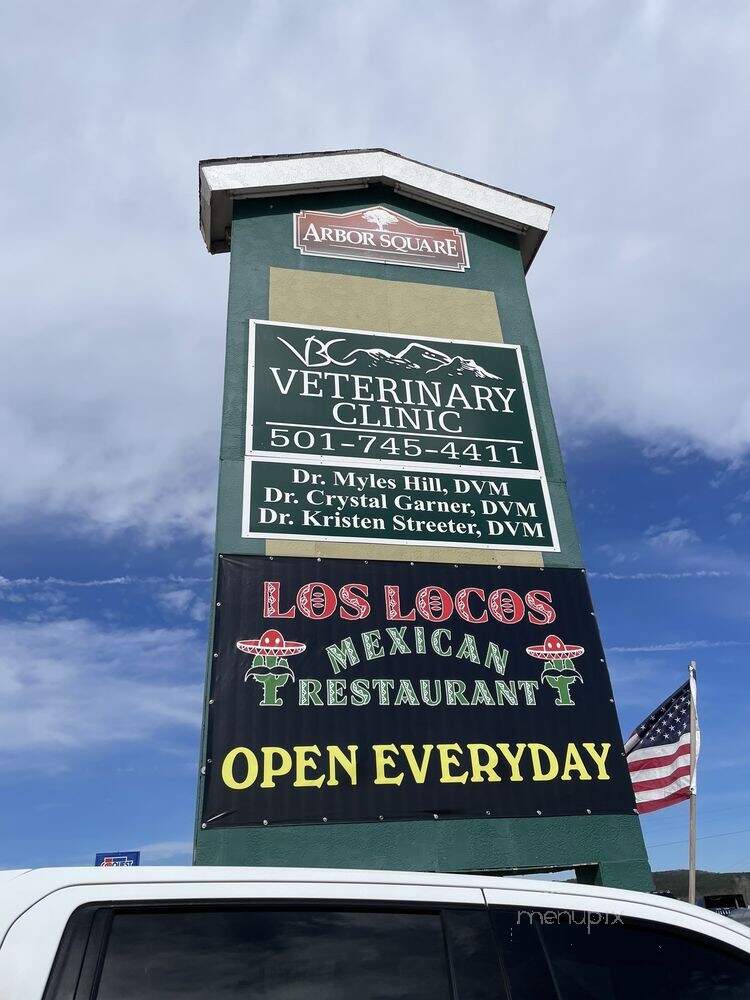 ARBOR SQUARE
VBC
VETERINARY
CLINIC
501-745-4411
Dr. Myles Hill, DVM
Dr. Crystal Garner, DVM
Dr. Kristen Streeter, DVM
LOS LOCOS
MEXICAN
RESTAURANT
OPEN EVERYDAY
menupix